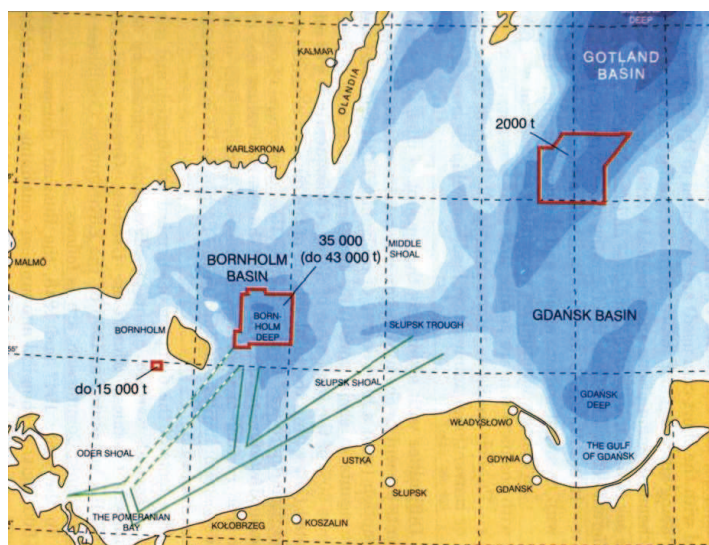 DEEP
GOTLAND
BASIN
KALMAR
OLANDIA
2000 t
KARLSKRONA
MALMÖ
BORNHOLM
BASIN
35 000
(do 43 000 t)
MIDDLE
SHOAL
BORN-
HOLM
DEEP
BORNHOLM
SŁUPSK TROUGH
GDAŃSK BASIN
55°
do 15 000 t
SŁUPSK SHOAL
GDAŃSK
DEEP
WŁADYSŁOWO
ODER SHOAL
USTKA
GDYNIA
THE GULF
OF GDAŃSK
SŁUPSK
GDAŃSK
THE POMERANIAN
BAY
KOŁOBRZEG
KOSZALIN